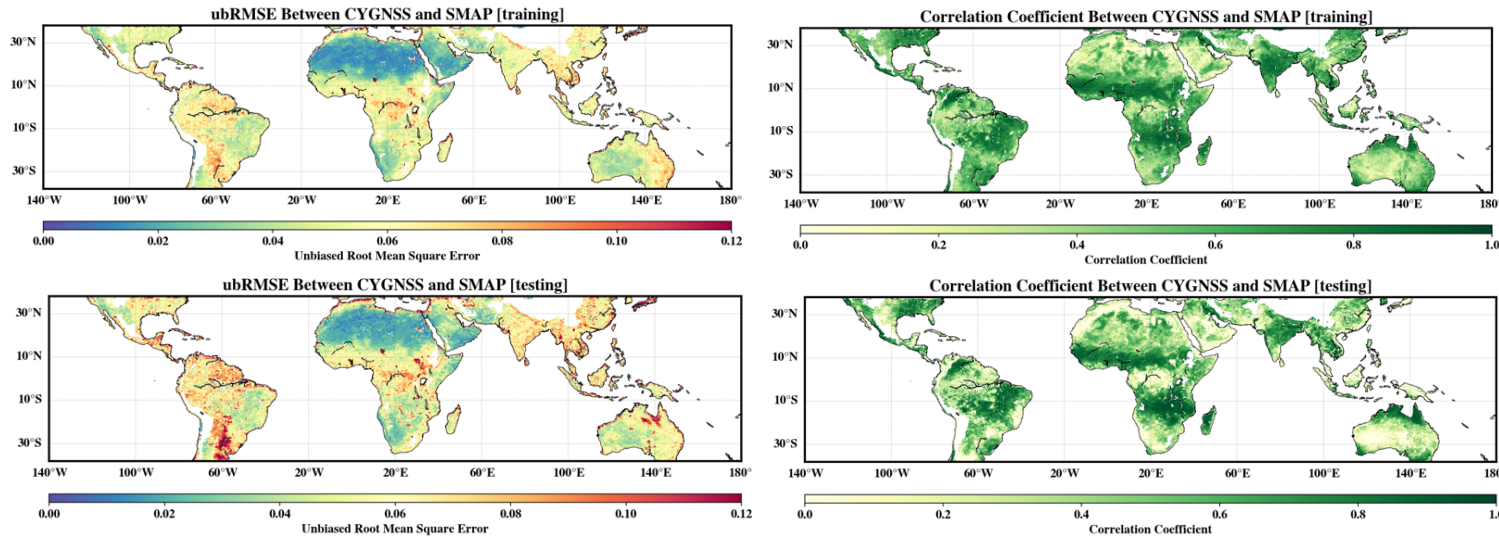 ubRMSE Between CYGNSS and SMAP [training]
30°N
10°N
10°S
30°S
140°W 100°W 60°W 20°W 20°E 60°E 100°E 140°E 180°
0.00 0.02 0.04 0.06 0.08 0.10 0.12
Unbiased Root Mean Square Error
Correlation Coefficient Between CYGNSS and SMAP [training]
30°N
10°N
10°S
30°S
140°W 100°W 60°W 20°W 20°E 60°E 100°E 140°E 180°
0.0 0.2 0.4 0.6 0.8 1.0
Correlation Coefficient
ubRMSE Between CYGNSS and SMAP [testing]
30°N
10°N
10°S
30°S
140°W 100°W 60°W 20°W 20°E 60°E 100°E 140°E 180°
0.00 0.02 0.04 0.06 0.08 0.10 0.12
Unbiased Root Mean Square Error
Correlation Coefficient Between CYGNSS and SMAP [testing]
30°N
10°N
10°S
30°S
140°W 100°W 60°W 20°W 20°E 60°E 100°E 140°E 180
0.0 0.2 0.4 0.6 0.8 1.0
Correlation Coefficient